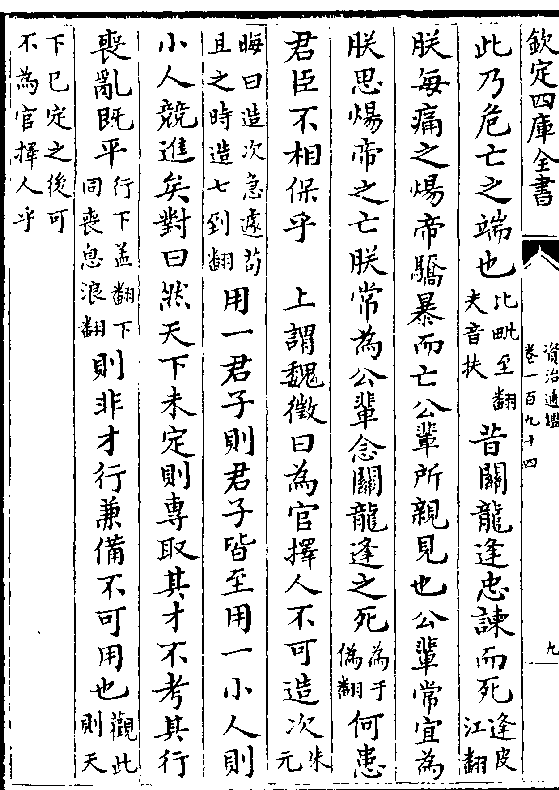 欽定四庫全書
資治通鑑
卷一百九十四
九
此乃危亡之端也比毗至翻夫音扶昔關龍逢忠諫而死逢皮江翻
朕每痛之煬帝驕暴而亡公輩所親見也公輩常宜為
朕思煬帝之亡朕常為公輩念關龍逢之死為于偽翻何患
君臣不相保乎　上謂魏徵曰為官擇人不可造次朱元
晦曰造次急遽苟且之時造七到翻用一君子則君子皆至用一小人則
小人競進矣對曰然天下未定則專取其才不考其行
喪亂既平行下孟翻下同喪息浪翻則非才行兼備不可用也觀此則天
下已定之後可不為官擇人乎